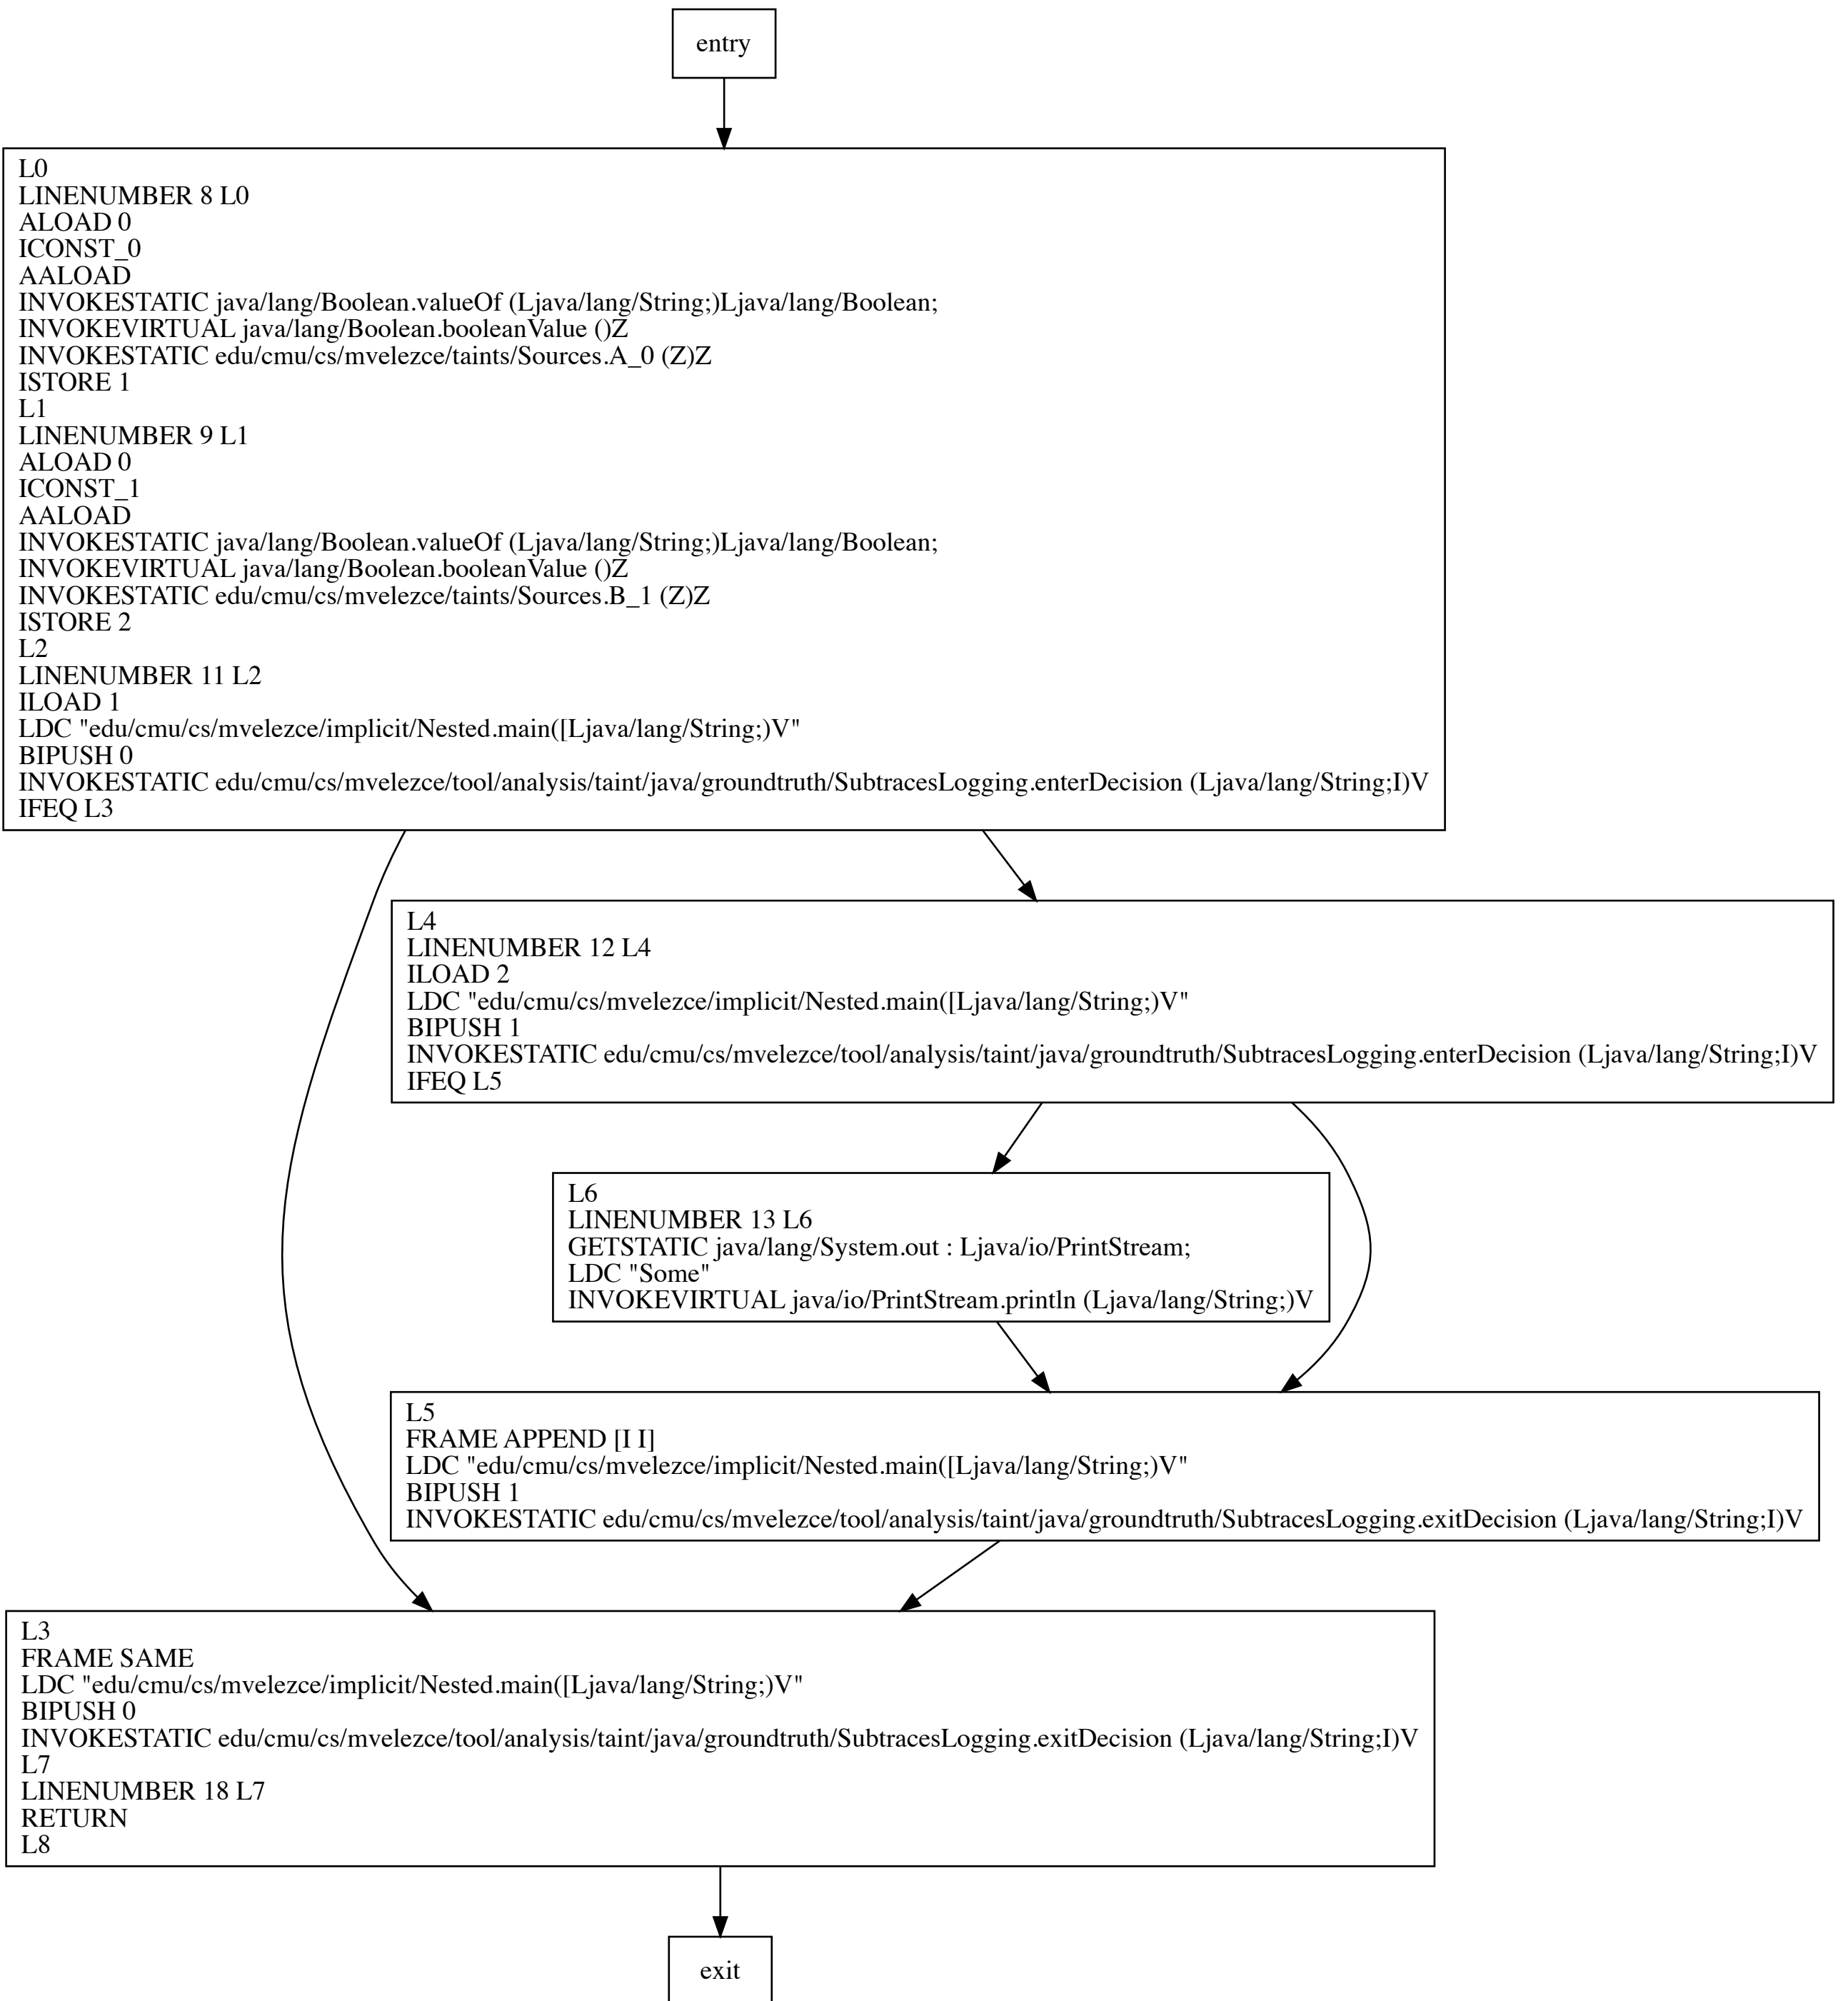 entry
L0
LINENUMBER 8 L0
ALOAD 0
ICONST_0
AALOAD
INVOKESTATIC java/lang/Boolean.valueOf (Ljava/lang/String;)Ljava/lang/Boolean;
INVOKEVIRTUAL java/lang/Boolean.booleanValue ()Z
INVOKESTATIC edu/cmu/cs/mvelezce/taints/Sources.A_0 (Z)Z
ISTORE 1
L1
LINENUMBER 9 L1
ALOAD 0
ICONST_1
AALOAD
INVOKESTATIC java/lang/Boolean.valueOf (Ljava/lang/String;)Ljava/lang/Boolean;
INVOKEVIRTUAL java/lang/Boolean.booleanValue ()Z
INVOKESTATIC edu/cmu/cs/mvelezce/taints/Sources.B_1 (Z)Z
ISTORE 2
L2
LINENUMBER 11 L2
ILOAD 1
LDC "edu/cmu/cs/mvelezce/implicit/Nested.main([Ljava/lang/String;)V"
BIPUSH 0
INVOKESTATIC edu/cmu/cs/mvelezce/tool/analysis/taint/java/groundtruth/SubtracesLogging.enterDecision (Ljava/lang/String;I)V
IFEQ L3
L4
LINENUMBER 12 L4
ILOAD 2
LDC "edu/cmu/cs/mvelezce/implicit/Nested.main([Ljava/lang/String;)V"
BIPUSH 1
INVOKESTATIC edu/cmu/cs/mvelezce/tool/analysis/taint/java/groundtruth/SubtracesLogging.enterDecision (Ljava/lang/String;I)V
IFEQ L5
L6
LINENUMBER 13 L6
GETSTATIC java/lang/System.out : Ljava/io/PrintStream;
LDC "Some"
INVOKEVIRTUAL java/io/PrintStream.println (Ljava/lang/String;)V
L5
FRAME APPEND [I I]
LDC "edu/cmu/cs/mvelezce/implicit/Nested.main([Ljava/lang/String;)V"
BIPUSH 1
INVOKESTATIC edu/cmu/cs/mvelezce/tool/analysis/taint/java/groundtruth/SubtracesLogging.exitDecision (Ljava/lang/String;I)V
L3
FRAME SAME
LDC "edu/cmu/cs/mvelezce/implicit/Nested.main([Ljava/lang/String;)V"
BIPUSH 0
INVOKESTATIC edu/cmu/cs/mvelezce/tool/analysis/taint/java/groundtruth/SubtracesLogging.exitDecision (Ljava/lang/String;I)V
L7
LINENUMBER 18 L7
RETURN
L8
exit